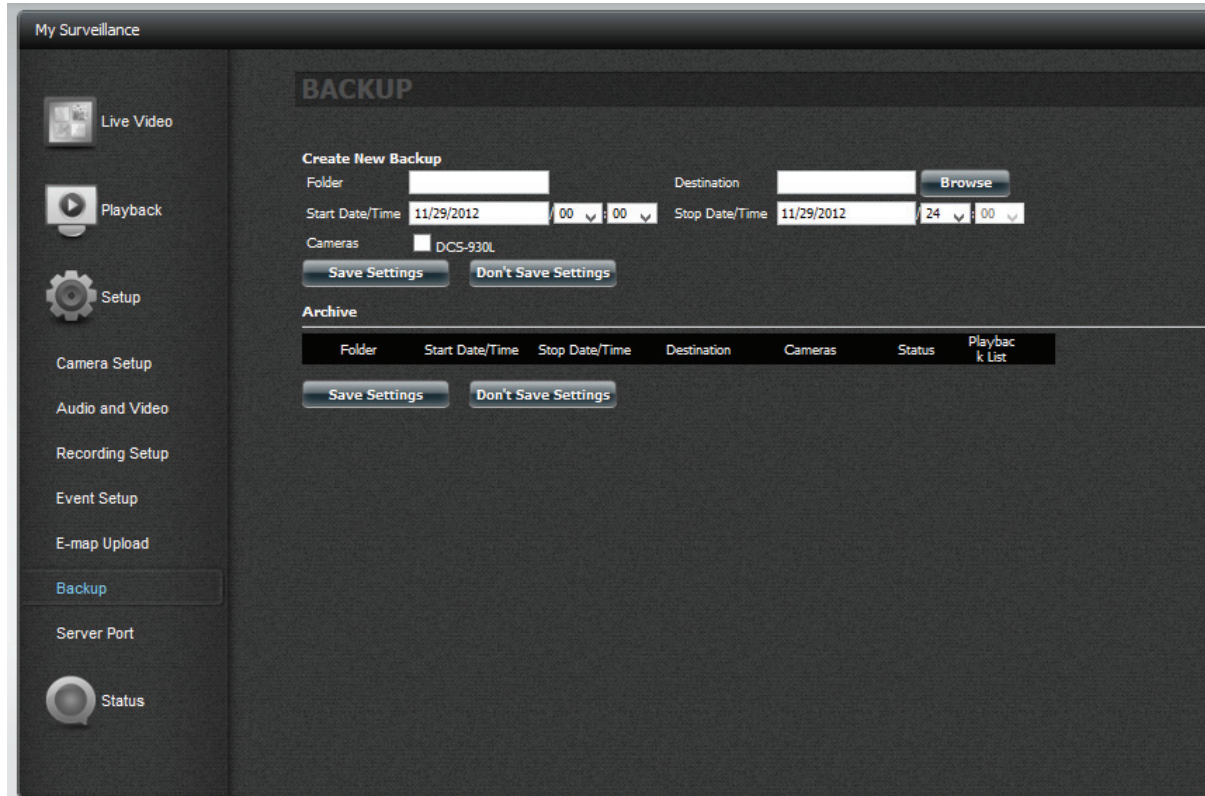 My Surveillance
Live Video
Playback
Setup
Camera Setup
Audio and Video
Recording Setup
Event Setup
E-map Upload
Backup
Server Port
Status
BACKUP
Create New Backup
Folder Destination Browse
Start Date/Time 11/29/2012 / 00 : 00 Stop Date/Time 11/29/2012 / 24 : 00
Cameras DCS-930L
Save Settings Don't Save Settings
Archive
Folder Start Date/Time Stop Date/Time Destination Cameras Status Playbac
k List
Save Settings Don't Save Settings